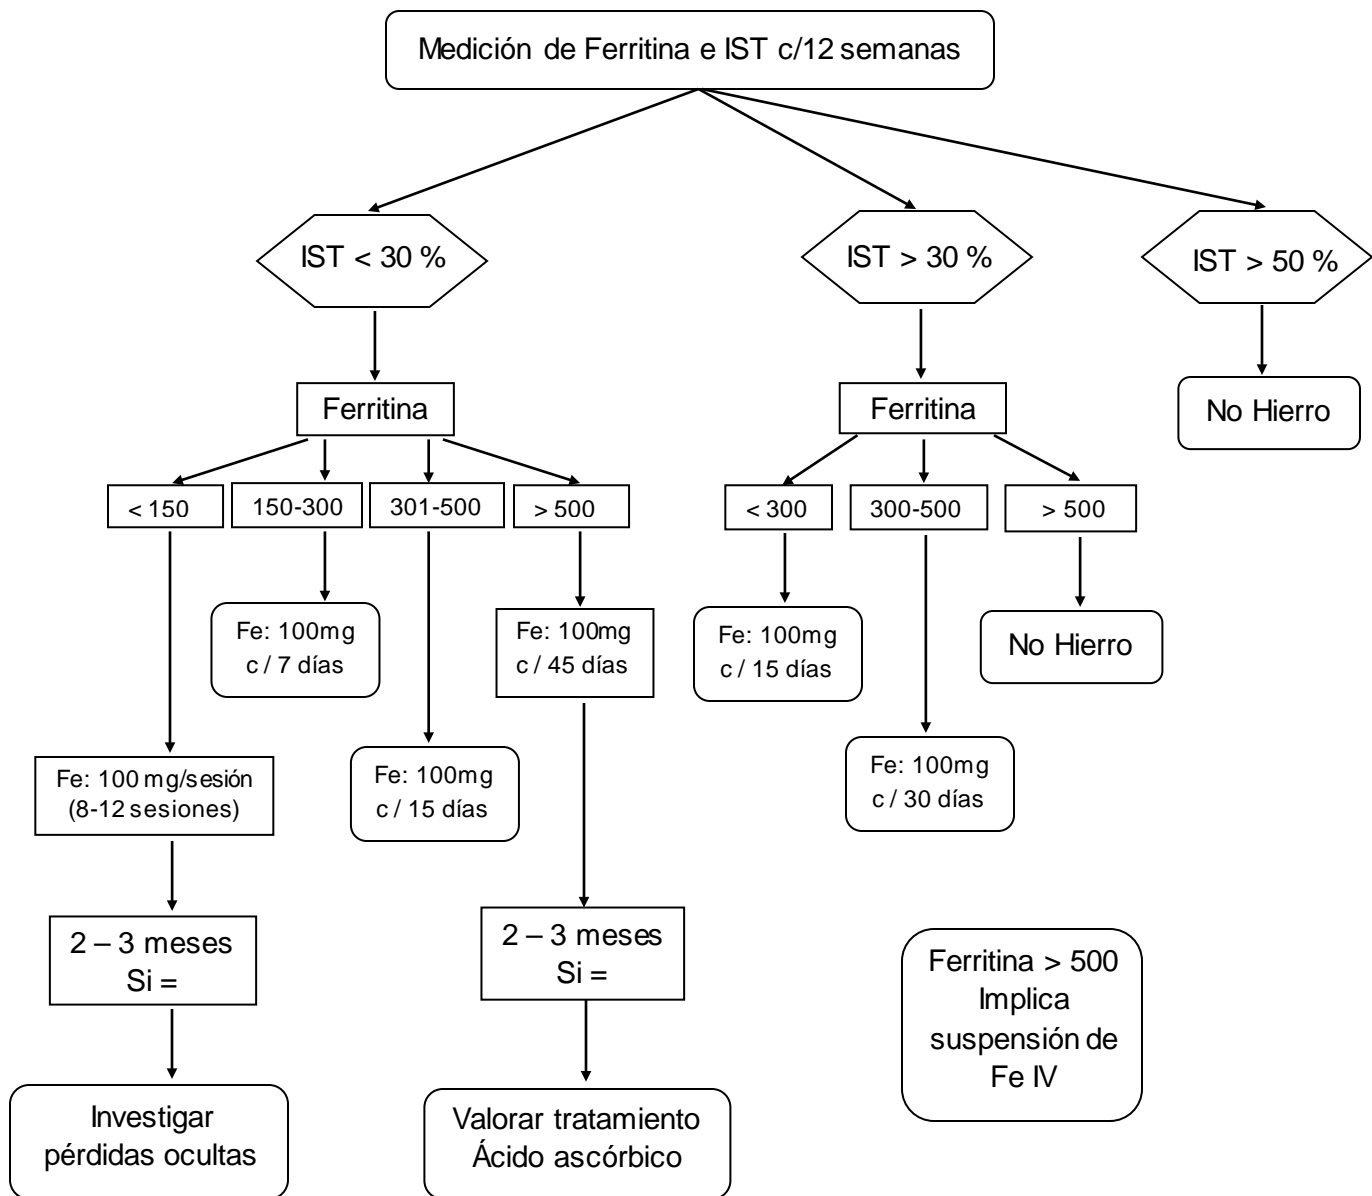 Medición de Ferritina e IST c/12 semanas
IST < 30 %
IST > 30 %
IST > 50 %
Ferritina
Ferritina
No Hierro
< 150
150-300
301-500
> 500
< 300
300-500
> 500
Fe: 100mg
c / 7 días
Fe: 100mg
c / 45 días
Fe: 100mg
c / 15 días
No Hierro
Fe: 100 mg/sesión
(8-12 sesiones)
Fe: 100mg
c / 15 días
Fe: 100mg
c / 30 días
2 – 3 meses
Si =
2 – 3 meses
Si =
Ferritina > 500
Implica
suspensión de
Fe IV
Investigar
pérdidas ocultas
Valorar tratamiento
Ácido ascórbico